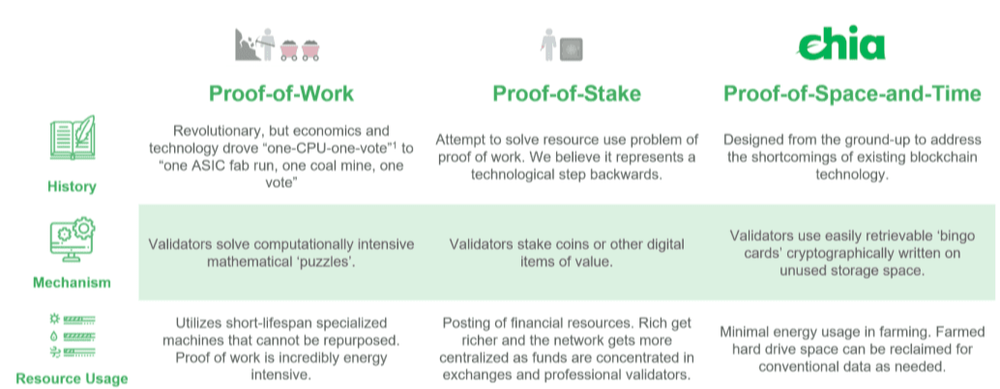 chia
Proof-of-Work
Proof-of-Stake
Proof-of-Space-and-Time
History
Revolutionary, but economics and
technology drove “one-CPU-one-vote”¹ to
“one ASIC fab run, one coal mine, one
vote”
Attempt to solve resource use problem of
proof of work. We believe it represents a
technological step backwards.
Designed from the ground-up to address
the shortcomings of existing blockchain
technology.
Mechanism
Validators solve computationally intensive
mathematical ‘puzzles’.
Validators stake coins or other digital
items of value.
Validators use easily retrievable ‘bingo
cards’ cryptographically written on
unused storage space.
Resource Usage
Utilizes short-lifespan specialized
machines that cannot be repurposed.
Proof of work is incredibly energy
intensive.
Posting of financial resources. Rich get
richer and the network gets more
centralized as funds are concentrated in
exchanges and professional validators.
Minimal energy usage in farming. Farmed
hard drive space can be reclaimed for
conventional data as needed.